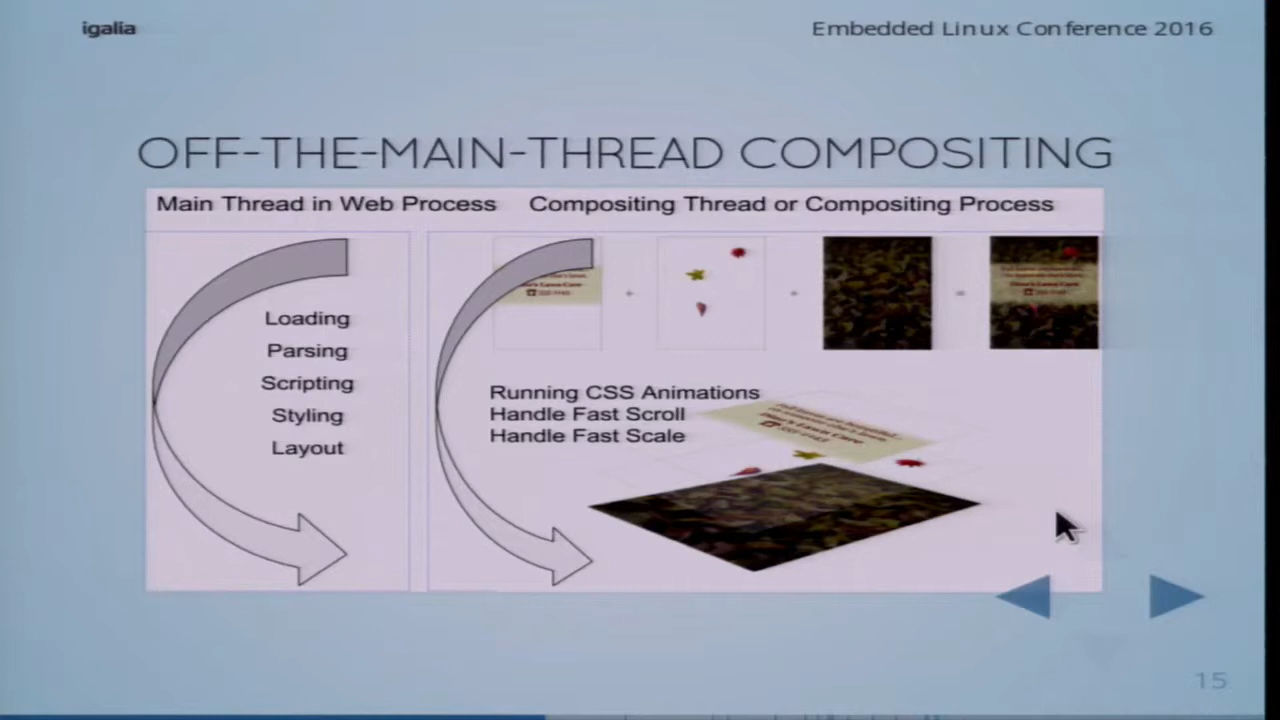 igalia
Embedded Linux Conference 2016
OFF-THE-MAIN-THREAD COMPOSITING
Main Thread in Web Process
Compositing Thread or Compositing Process
Loading
Parsing
Scripting
Styling
Layout
+
+
=
Running CSS Animations
Handle Fast Scroll
Handle Fast Scale
15